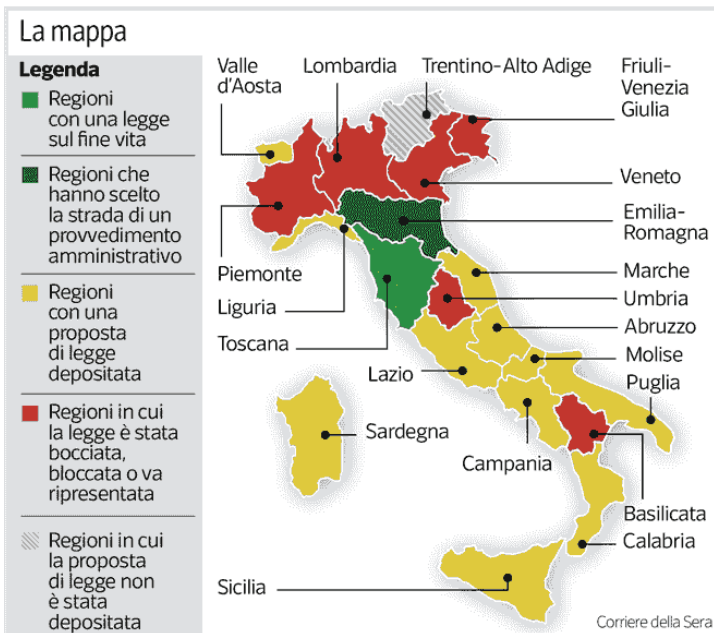 La mappa
Legenda
Regioni
con una legge
sul fine vita
Regioni che
hanno scelto
la strada di un
provvedimento
amministrativo
Regioni
con una
proposta
di legge
depositata
Regioni in cui
la legge è stata
bocciata,
bloccata o va
ripresentata
Regioni in cui
la proposta
di legge non
è stata
depositata
Valle
d'Aosta
Lombardia
Trentino-Alto Adige
Friuli-
Venezia
Giulia
Veneto
Emilia-
Romagna
Piemonte
Marche
Liguria
Umbria
Toscana
Abruzzo
Molise
Lazio
Puglia
Sardegna
Campania
Basilicata
Calabria
Sicilia
Corriere della Sera